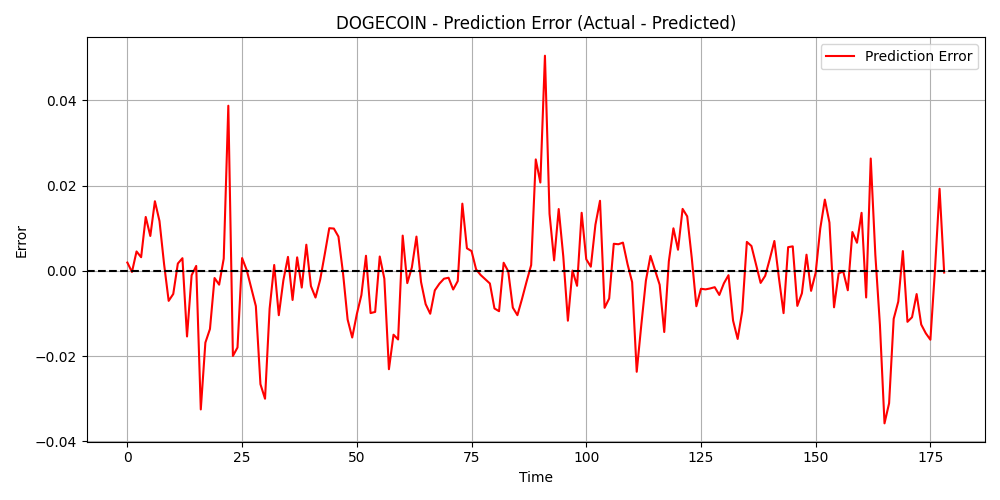 DOGECOIN - Prediction Error (Actual - Predicted)
Prediction Error
Error
0.04
0.02
0.00
−0.02
−0.04
0 25 50 75 100 125 150 175
Time